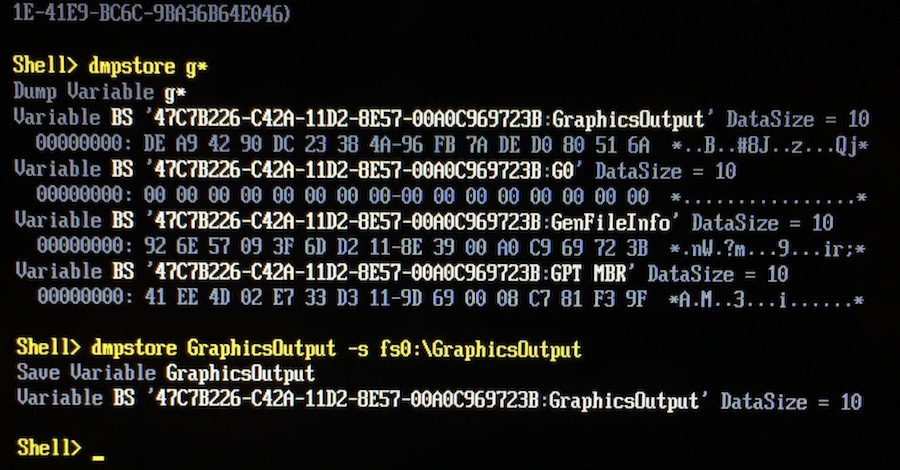 1E-41E9-BC6C-9BA36B64E046)
Shell> dmpstore g*
Dump Variable g*
Variable BS '47C7B226-C42A-11D2-8E57-00A0C969723B:GraphicsOutput' DataSize = 10
00000000: DE A9 42 90 DC 23 38 4A-96 FB 7A DE D0 80 51 6A *..B..#8J..z...Qj*
Variable BS '47C7B226-C42A-11D2-8E57-00A0C969723B:G0' DataSize = 10
00000000: 00 00 00 00 00 00 00 00-00 00 00 00 00 00 00 00 *................*
Variable BS '47C7B226-C42A-11D2-8E57-00A0C969723B:GenFileInfo' DataSize = 10
00000000: 92 6E 57 09 3F 6D D2 11-8E 39 00 A0 C9 69 72 3B *.nW.?m...9...ir;*
Variable BS '47C7B226-C42A-11D2-8E57-00A0C969723B:GPT MBR' DataSize = 10
00000000: 41 EE 4D 02 E7 33 D3 11-9D 69 00 08 C7 81 F3 9F *A.M..3...i......*
Shell> dmpstore GraphicsOutput -s fs0:\GraphicsOutput
Save Variable GraphicsOutput
Variable BS '47C7B226-C42A-11D2-8E57-00A0C969723B:GraphicsOutput' DataSize = 10
Shell> _